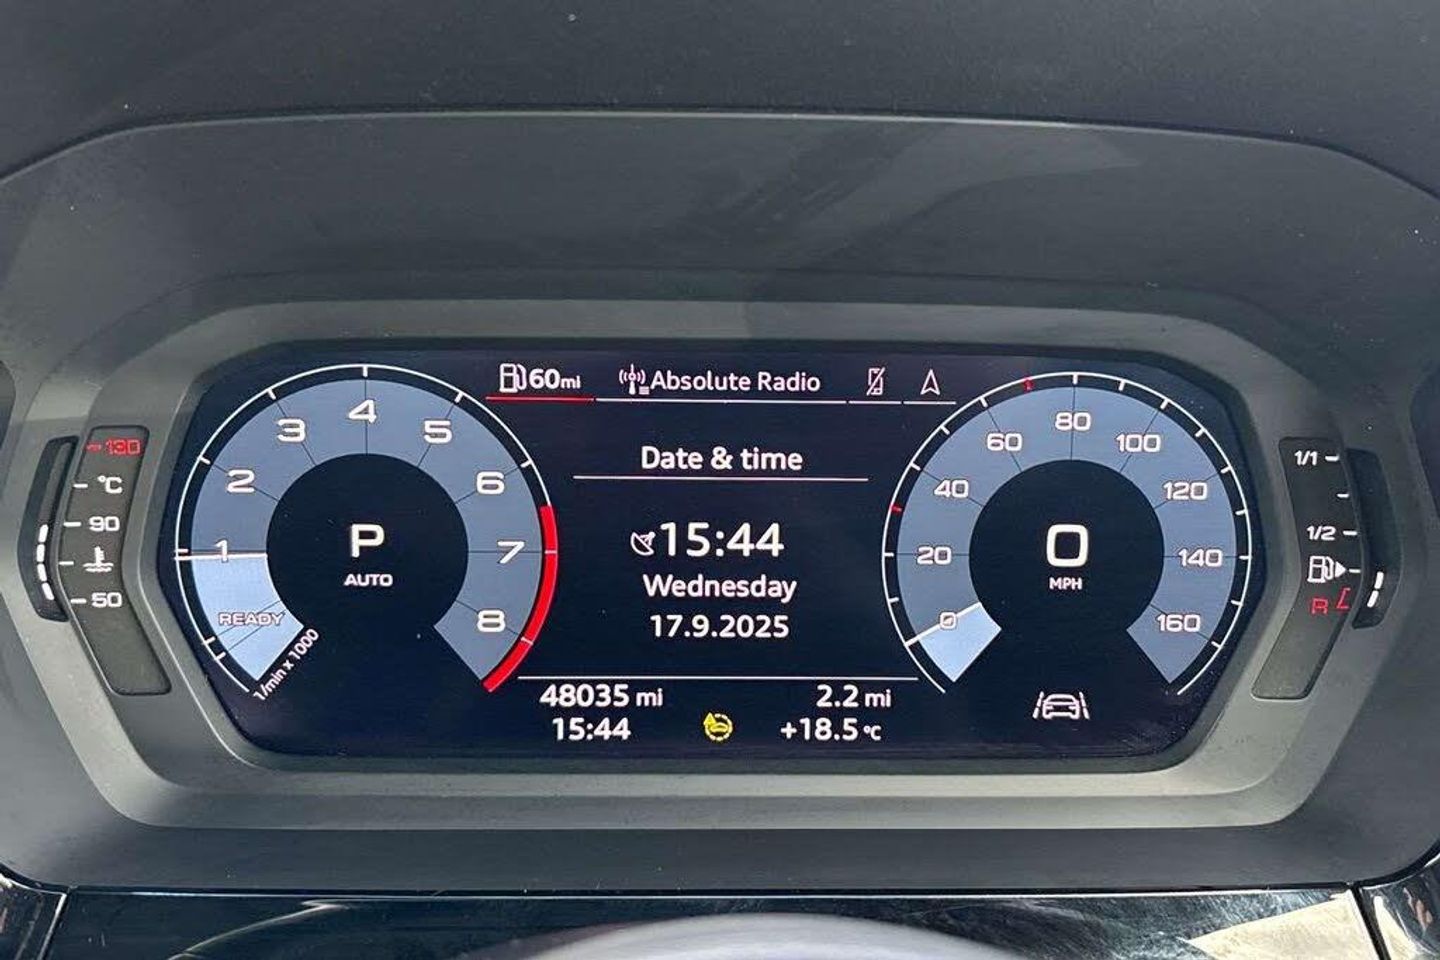 60mi
Absolute Radio
Date & time
15:44
Wednesday
17.9.2025
48035 mi
2.2 mi
15:44
+18.5 °C
READY
1
2
3
4
5
6
7
8
1/min x 1000
P
AUTO
0
20
40
60
80
100
120
140
160
0
MPH
130
°C
90
50
1/1
1/2
R